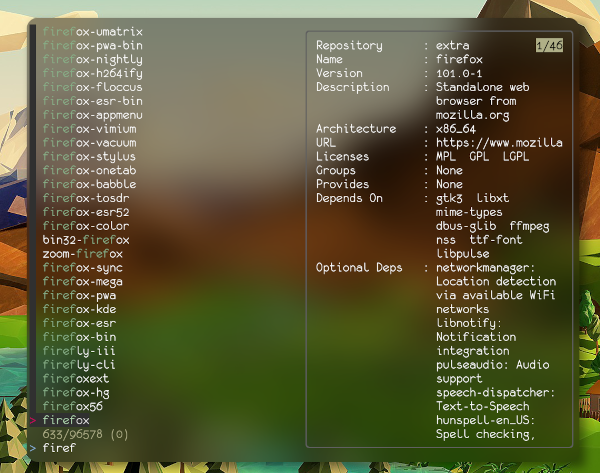 firefox-umatrix
firefox-pwa-bin
firefox-nightly
firefox-h264ify
firefox-floccus
firefox-esr-bin
firefox-appmenu
firefox-vimium
firefox-vacuum
firefox-stylus
firefox-onetab
firefox-babble
firefox-tosdr
firefox-esr52
firefox-color
bin32-firefox
zoom-firefox
firefox-sync
firefox-mega
firefox-pwa
firefox-kde
firefox-esr
firefox-bin
firefly-iii
firefly-cli
firefoxext
firefox-hg
firefox56
> firefox
633/96578 (0)
> firef
Repository : extra 1/46
Name : firefox
Version : 101.0-1
Description : Standalone web
browser from
mozilla.org
Architecture : x86_64
URL : https://www.mozilla
Licenses : MPL GPL LGPL
Groups : None
Provides : None
Depends On : gtk3 libxt
mime-types
dbus-glib ffmpeg
nss ttf-font
libpulse
Optional Deps : networkmanager:
Location detection
via available WiFi
networks
libnotify:
Notification
integration
pulseaudio: Audio
support
speech-dispatcher:
Text-to-Speech
hunspell-en_US:
Spell checking,